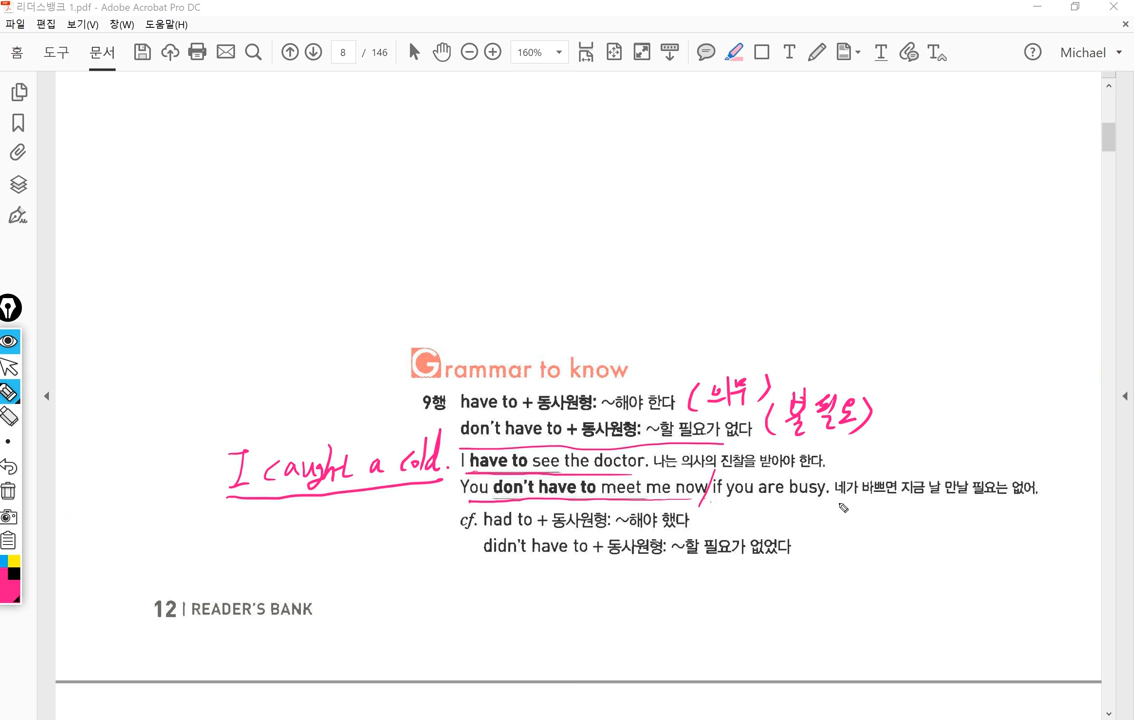 리더스뱅크 1.pdf - Adobe Acrobat Pro DC
파일 편집 보기(V) 창(W) 도움말(H)
홈 도구 문서 8 / 146 160% Michael
Grammar to know
9행 have to + 동사원형: ~해야 한다 (의무)
don't have to + 동사원형: ~할 필요가 없다 (불필요)
I caught a cold. I have to see the doctor. 나는 의사의 진찰을 받아야 한다.
You don't have to meet me now / if you are busy. 네가 바쁘면 지금 날 만날 필요는 없어.
cf. had to + 동사원형: ~해야 했다
didn't have to + 동사원형: ~할 필요가 없었다
12 | READER'S BANK